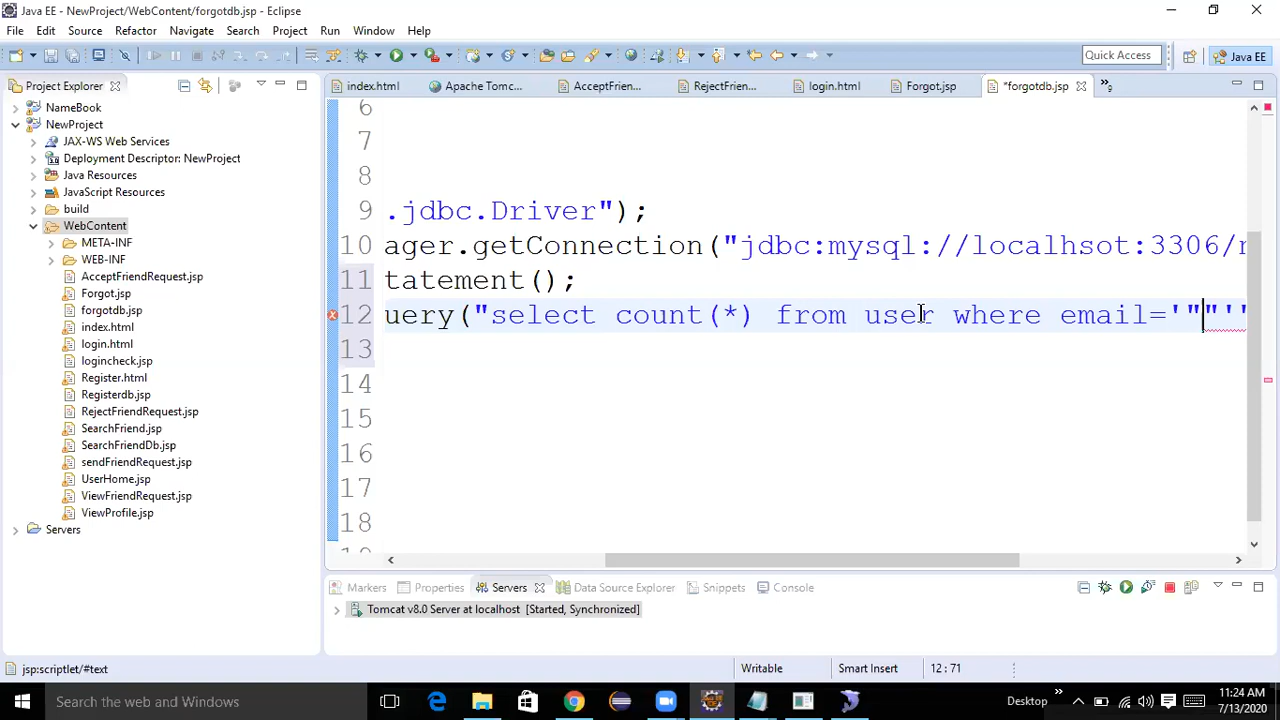 Java EE - NewProject/WebContent/forgotdb.jsp - Eclipse
File Edit Source Refactor Navigate Search Project Run Window Help
Quick Access
Java EE
Project Explorer
index.html
Apache Tomc...
AcceptFrien...
RejectFrien...
login.html
Forgot.jsp
*forgotdb.jsp
»9
NameBook
NewProject
JAX-WS Web Services
Deployment Descriptor: NewProject
Java Resources
JavaScript Resources
build
WebContent
META-INF
WEB-INF
AcceptFriendRequest.jsp
Forgot.jsp
forgotdb.jsp
index.html
login.html
logincheck.jsp
Register.html
Registerdb.jsp
RejectFriendRequest.jsp
SearchFriend.jsp
SearchFriendDb.jsp
sendFriendRequest.jsp
UserHome.jsp
ViewFriendRequest.jsp
ViewProfile.jsp
Servers
6
7
8
9 .jdbc.Driver");
10 ager.getConnection("jdbc:mysql://localhsot:3306/
11 tatement();
12 uery("select count(*) from user where email='""''
13
14
15
16
17
18
Markers
Properties
Servers
Data Source Explorer
Snippets
Console
Tomcat v8.0 Server at localhost [Started, Synchronized]
jsp:scriptlet/#text
Writable
Smart Insert
12 : 71
Search the web and Windows
Desktop
11:24 AM
7/13/2020